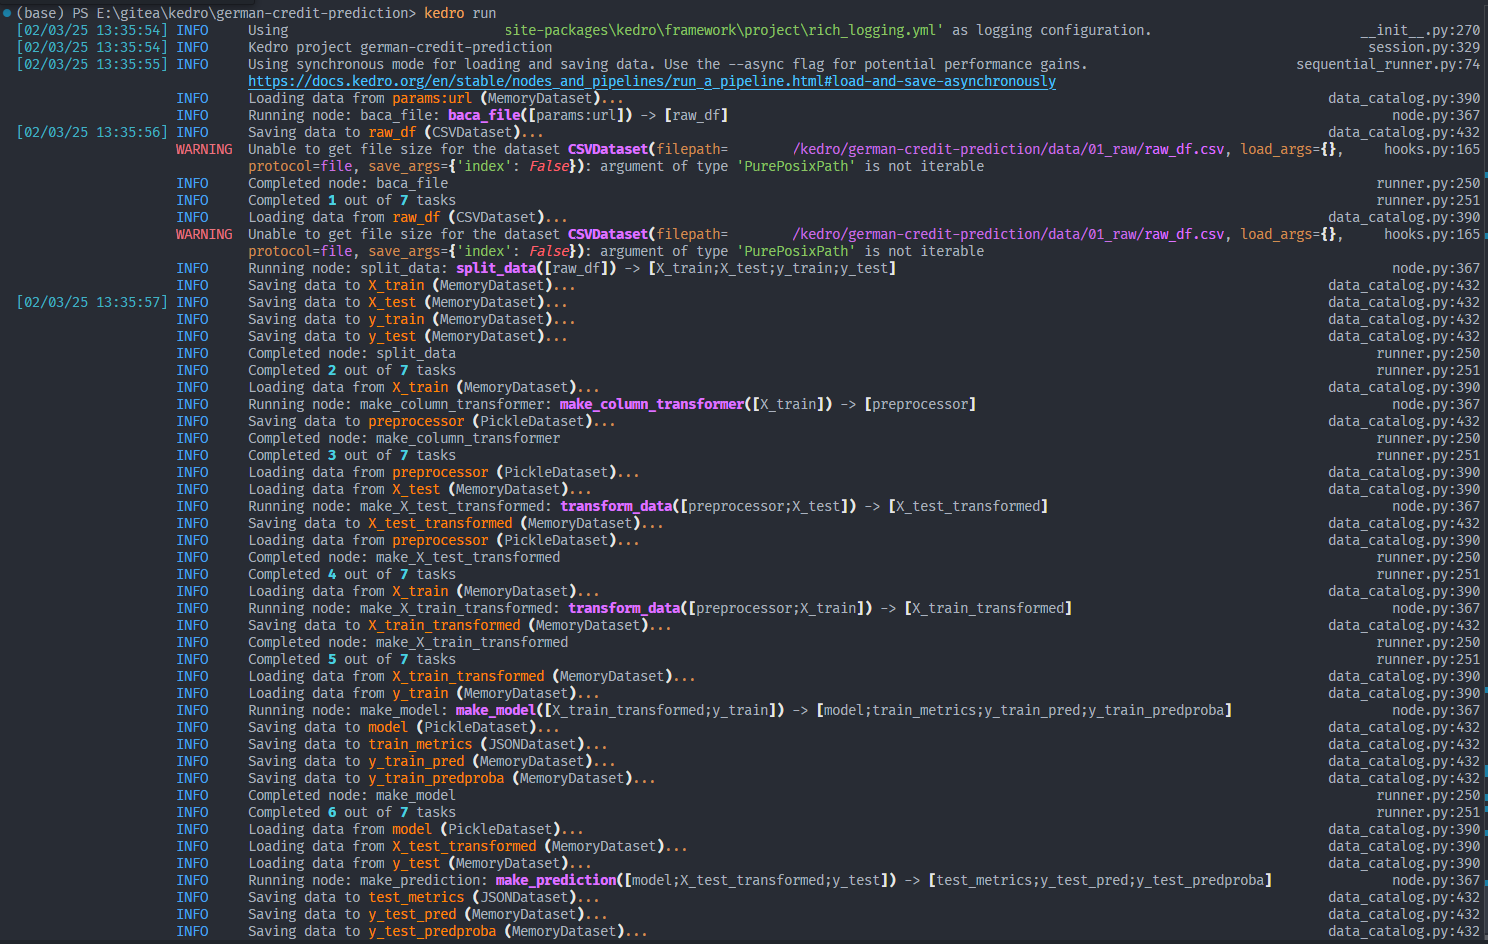 (base) PS E:\gitea\kedro\german-credit-prediction> kedro run
[02/03/25 13:35:54] INFO Using site-packages\kedro\framework\project\rich_logging.yml' as logging configuration. __init__.py:270
[02/03/25 13:35:54] INFO Kedro project german-credit-prediction session.py:329
[02/03/25 13:35:55] INFO Using synchronous mode for loading and saving data. Use the --async flag for potential performance gains. sequential_runner.py:74
https://docs.kedro.org/en/stable/nodes_and_pipelines/run_a_pipeline.html#load-and-save-asynchronously
INFO Loading data from params:url (MemoryDataset)... data_catalog.py:390
INFO Running node: baca_file: baca_file([params:url]) -> [raw_df] node.py:367
[02/03/25 13:35:56] INFO Saving data to raw_df (CSVDataset)... data_catalog.py:432
WARNING Unable to get file size for the dataset CSVDataset(filepath= /kedro/german-credit-prediction/data/01_raw/raw_df.csv, load_args={}, hooks.py:165
protocol=file, save_args={'index': False}): argument of type 'PurePosixPath' is not iterable
INFO Completed node: baca_file runner.py:250
INFO Completed 1 out of 7 tasks runner.py:251
INFO Loading data from raw_df (CSVDataset)... data_catalog.py:390
WARNING Unable to get file size for the dataset CSVDataset(filepath= /kedro/german-credit-prediction/data/01_raw/raw_df.csv, load_args={}, hooks.py:165
protocol=file, save_args={'index': False}): argument of type 'PurePosixPath' is not iterable
INFO Running node: split_data: split_data([raw_df]) -> [X_train;X_test;y_train;y_test] node.py:367
INFO Saving data to X_train (MemoryDataset)... data_catalog.py:432
[02/03/25 13:35:57] INFO Saving data to X_test (MemoryDataset)... data_catalog.py:432
INFO Saving data to y_train (MemoryDataset)... data_catalog.py:432
INFO Saving data to y_test (MemoryDataset)... data_catalog.py:432
INFO Completed node: split_data runner.py:250
INFO Completed 2 out of 7 tasks runner.py:251
INFO Loading data from X_train (MemoryDataset)... data_catalog.py:390
INFO Running node: make_column_transformer: make_column_transformer([X_train]) -> [preprocessor] node.py:367
INFO Saving data to preprocessor (PickleDataset)... data_catalog.py:432
INFO Completed node: make_column_transformer runner.py:250
INFO Completed 3 out of 7 tasks runner.py:251
INFO Loading data from preprocessor (PickleDataset)... data_catalog.py:390
INFO Loading data from X_test (MemoryDataset)... data_catalog.py:390
INFO Running node: make_X_test_transformed: transform_data([preprocessor;X_test]) -> [X_test_transformed] node.py:367
INFO Saving data to X_test_transformed (MemoryDataset)... data_catalog.py:432
INFO Loading data from preprocessor (PickleDataset)... data_catalog.py:390
INFO Completed node: make_X_test_transformed runner.py:250
INFO Completed 4 out of 7 tasks runner.py:251
INFO Loading data from X_train (MemoryDataset)... data_catalog.py:390
INFO Running node: make_X_train_transformed: transform_data([preprocessor;X_train]) -> [X_train_transformed] node.py:367
INFO Saving data to X_train_transformed (MemoryDataset)... data_catalog.py:432
INFO Completed node: make_X_train_transformed runner.py:250
INFO Completed 5 out of 7 tasks runner.py:251
INFO Loading data from X_train_transformed (MemoryDataset)... data_catalog.py:390
INFO Loading data from y_train (MemoryDataset)... data_catalog.py:390
INFO Running node: make_model: make_model([X_train_transformed;y_train]) -> [model;train_metrics;y_train_pred;y_train_predproba] node.py:367
INFO Saving data to model (PickleDataset)... data_catalog.py:432
INFO Saving data to train_metrics (JSONDataset)... data_catalog.py:432
INFO Saving data to y_train_pred (MemoryDataset)... data_catalog.py:432
INFO Saving data to y_train_predproba (MemoryDataset)... data_catalog.py:432
INFO Completed node: make_model runner.py:250
INFO Completed 6 out of 7 tasks runner.py:251
INFO Loading data from model (PickleDataset)... data_catalog.py:390
INFO Loading data from X_test_transformed (MemoryDataset)... data_catalog.py:390
INFO Loading data from y_test (MemoryDataset)... data_catalog.py:390
INFO Running node: make_prediction: make_prediction([model;X_test_transformed;y_test]) -> [test_metrics;y_test_pred;y_test_predproba] node.py:367
INFO Saving data to test_metrics (JSONDataset)... data_catalog.py:432
INFO Saving data to y_test_pred (MemoryDataset)... data_catalog.py:432
INFO Saving data to y_test_predproba (MemoryDataset)... data_catalog.py:432